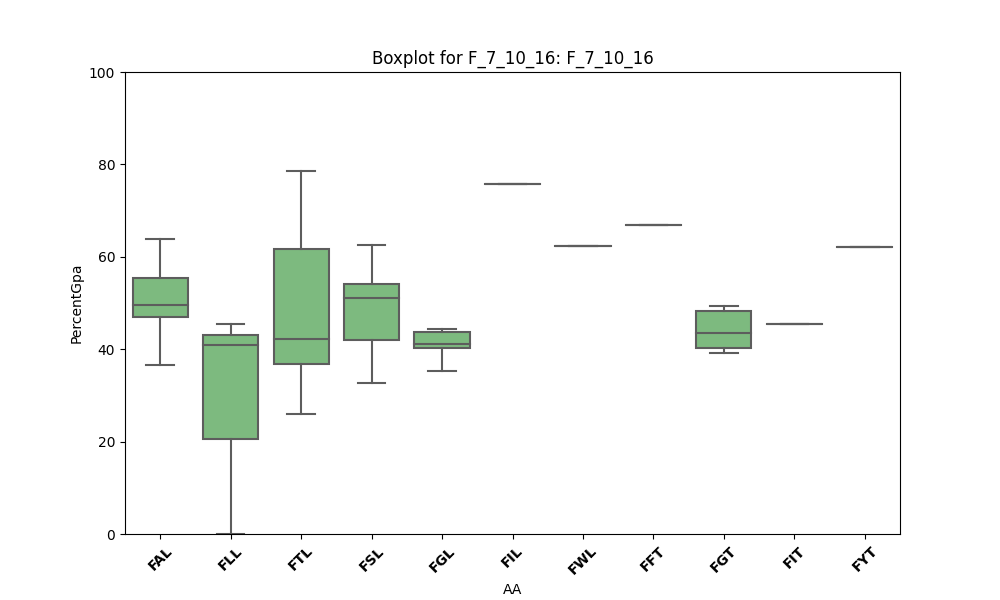 Boxplot for F_7_10_16: F_7_10_16
100
80
60
40
20
0
PercentGpa
FAL FLL FTL FSL FGL FIL FWL FFT FGT FIT FYT
AA